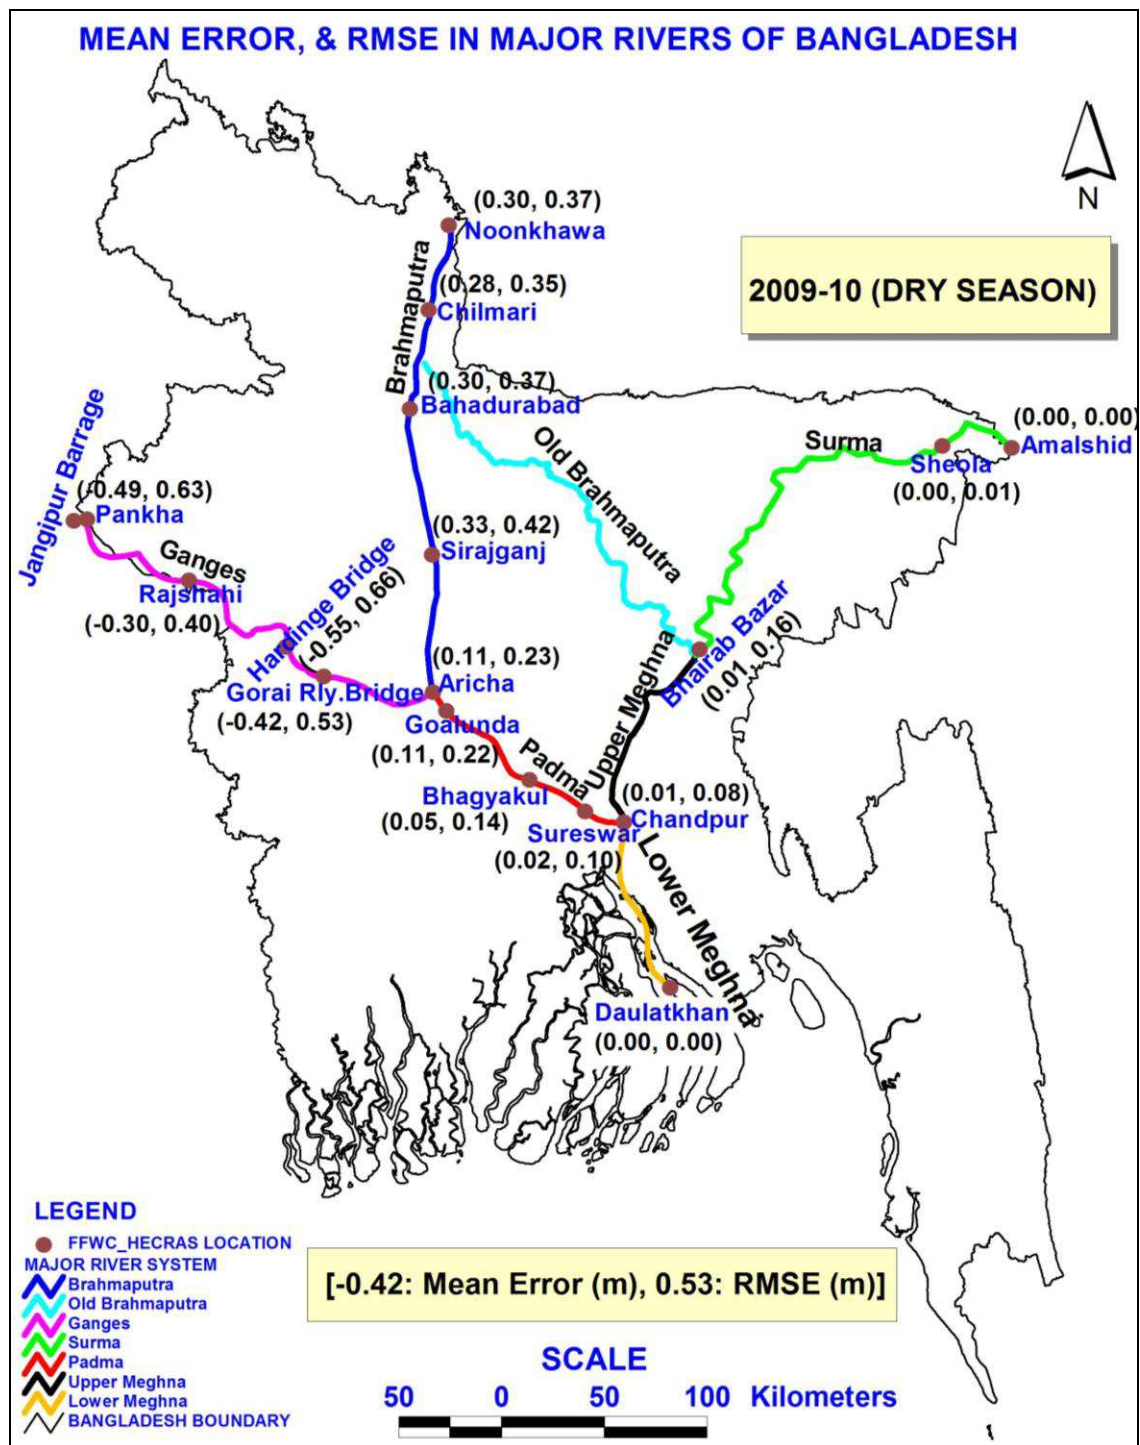 MEAN ERROR, & RMSE IN MAJOR RIVERS OF BANGLADESH
N
2009-10 (DRY SEASON)
(0.30, 0.37)
Noonkhawa
Brahmaputra
(0.28, 0.35)
Chilmari
(0.30, 0.37)
Bahadurabad
Old Brahmaputra
Surma
(0.00, 0.00)
Amalshid
Sheola
(0.00, 0.01)
Jangipur Barrage
(-0.49, 0.63)
Pankha
Ganges
Rajshahi
(-0.30, 0.40)
Hardinge Bridge
(-0.55, 0.66)
(0.33, 0.42)
Sirajganj
Gorai Rly.Bridge
(-0.42, 0.53)
(0.11, 0.23)
Aricha
Goalunda
(0.11, 0.22)
Padma
Upper Meghna
Bhairab Bazar
(0.01, 0.16)
Bhagyakul
(0.05, 0.14)
Sureswar
(0.02, 0.10)
(0.01, 0.08)
Chandpur
Lower Meghna
Daulatkhan
(0.00, 0.00)
LEGEND
FFWC_HECRAS LOCATION
MAJOR RIVER SYSTEM
Brahmaputra
Old Brahmaputra
Ganges
Surma
Padma
Upper Meghna
Lower Meghna
BANGLADESH BOUNDARY
[-0.42: Mean Error (m), 0.53: RMSE (m)]
SCALE
50 0 50 100 Kilometers